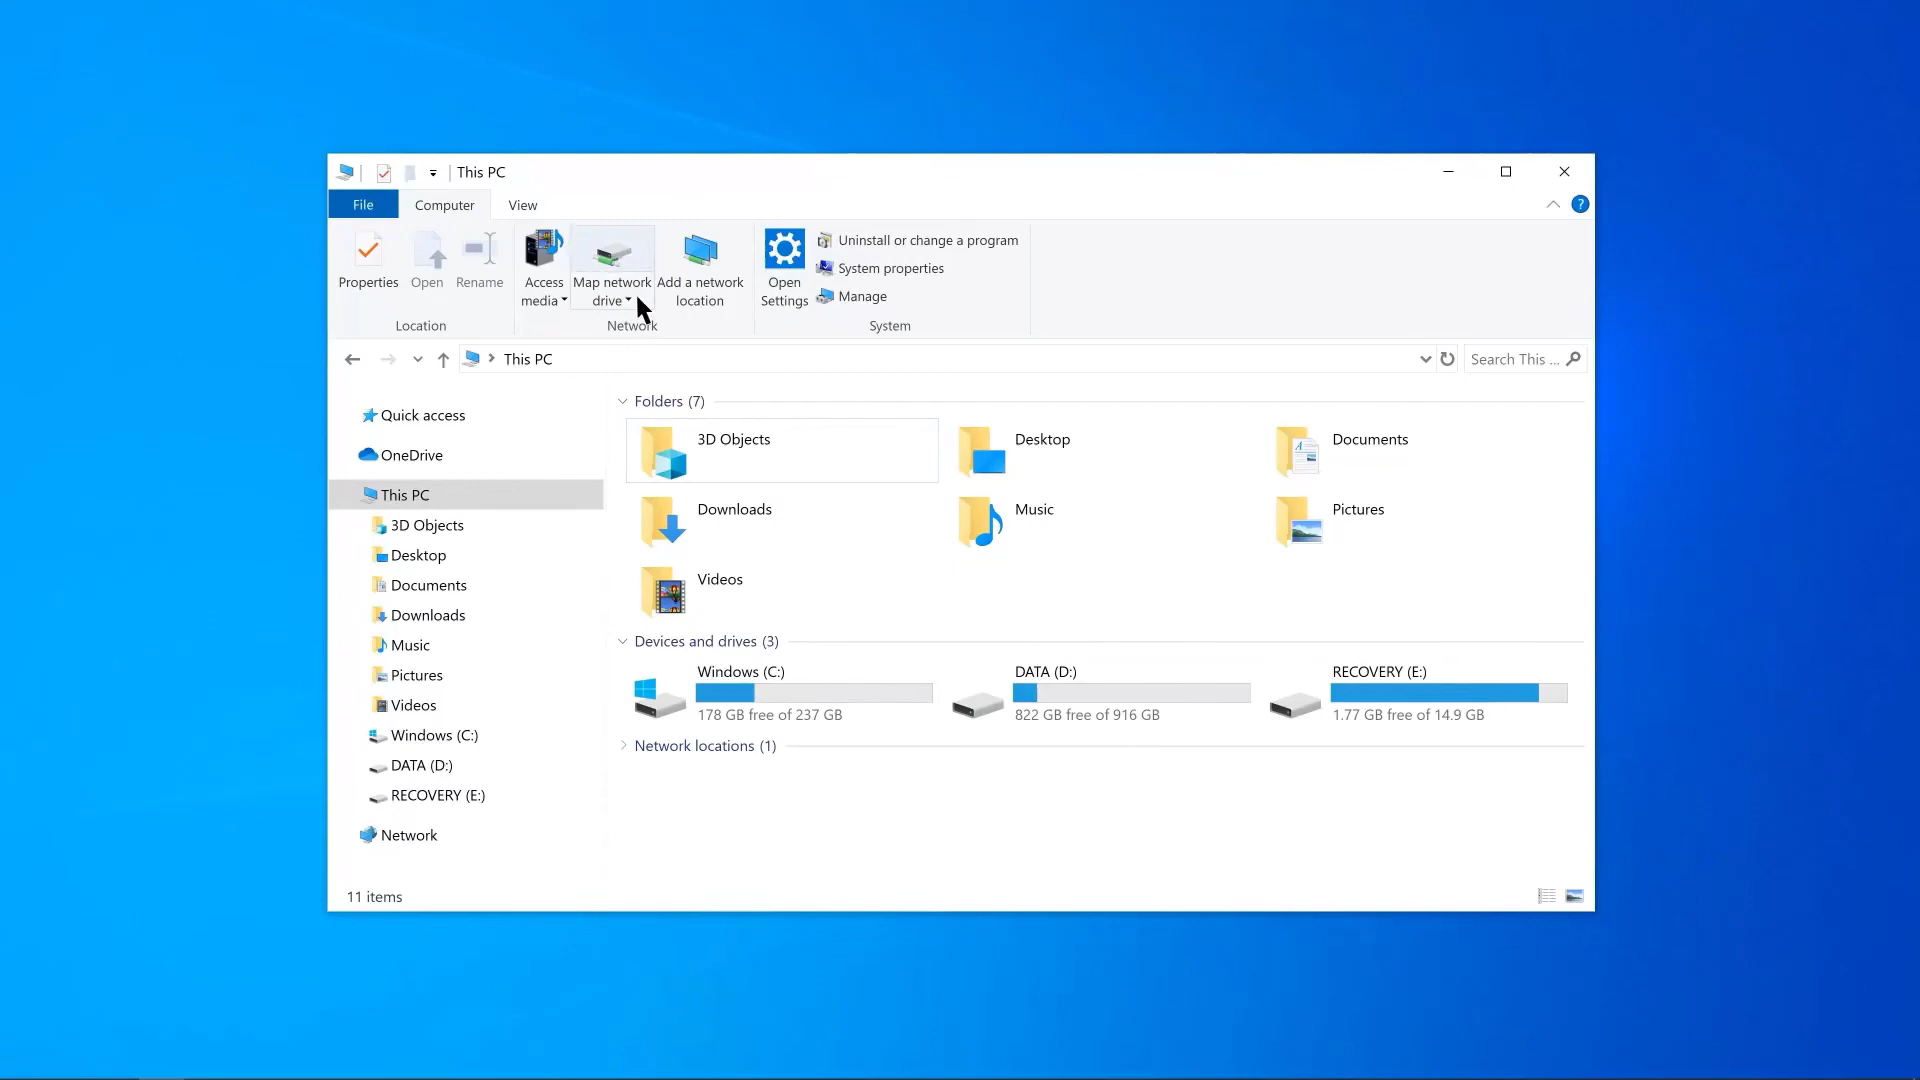 This PC
File
Computer
View
Properties
Open
Rename
Access
media
Map network
drive
Add a network
location
Open
Settings
Uninstall or change a program
System properties
Manage
Location
Network
System
This PC
Search This ...
Quick access
OneDrive
This PC
3D Objects
Desktop
Documents
Downloads
Music
Pictures
Videos
Windows (C:)
DATA (D:)
RECOVERY (E:)
Network
Folders (7)
3D Objects
Desktop
Documents
Downloads
Music
Pictures
Videos
Devices and drives (3)
Windows (C:)
178 GB free of 237 GB
DATA (D:)
822 GB free of 916 GB
RECOVERY (E:)
1.77 GB free of 14.9 GB
Network locations (1)
11 items